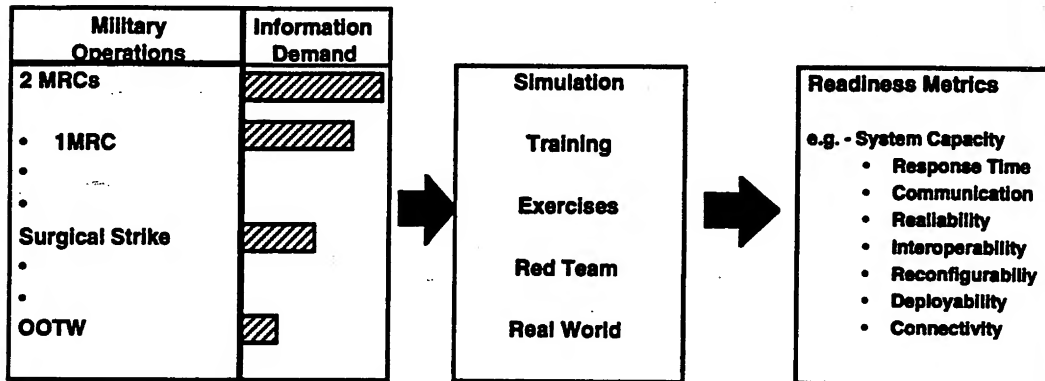 Military
Operations
Information
Demand
2 MRCs
• 1MRC
•
•
Surgical Strike
•
•
OOTW
Simulation
Training
Exercises
Red Team
Real World
Readiness Metrics
e.g. - System Capacity
• Response Time
• Communication
• Realiability
• Interoperability
• Reconfigurabiliy
• Deployability
• Connectivity